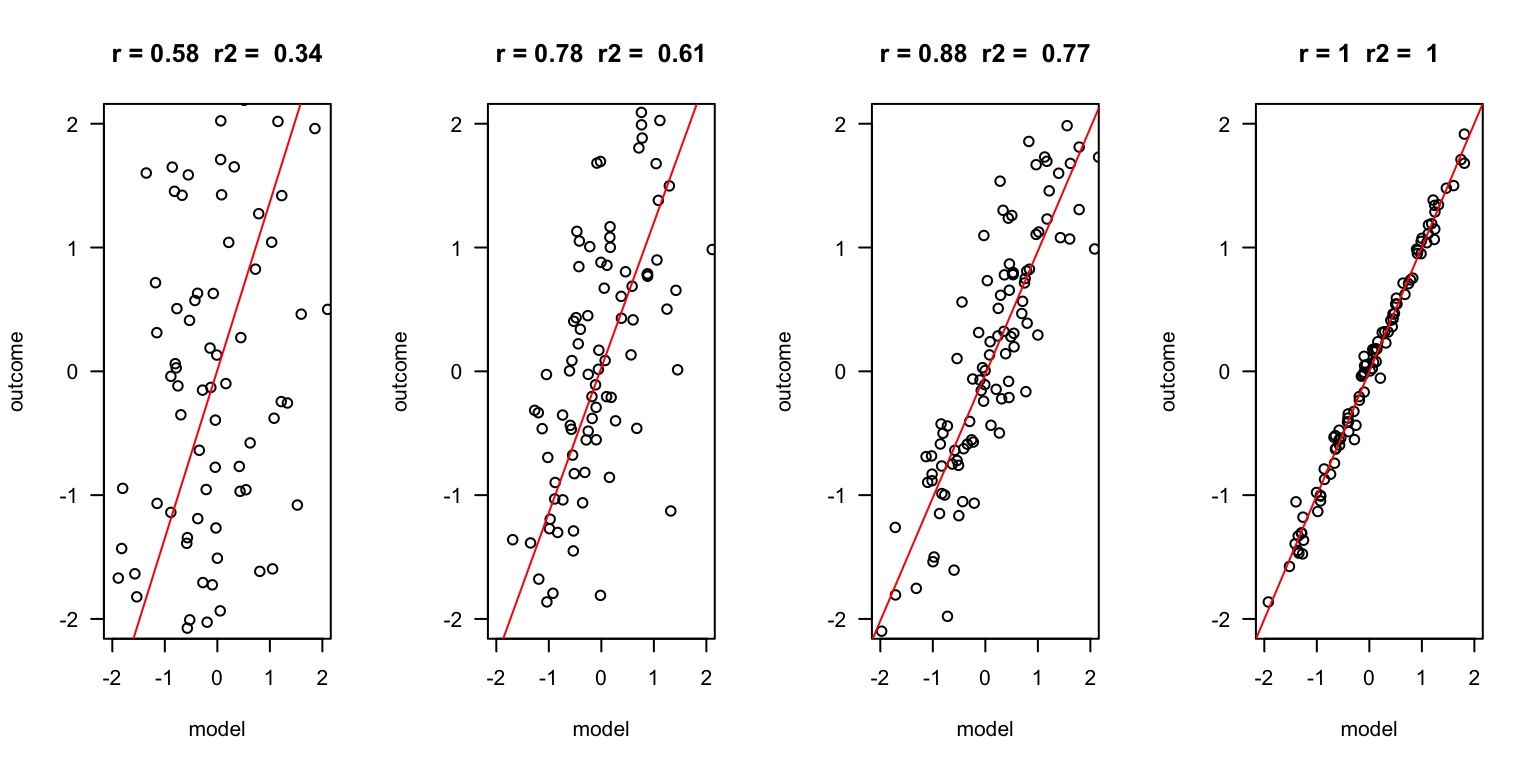 r = 0.58  r2 =  0.34
outcome
2
1
0
-1
-2
-2 -1 0 1 2
model
r = 0.78  r2 =  0.61
outcome
2
1
0
-1
-2
-2 -1 0 1 2
model
r = 0.88  r2 =  0.77
outcome
2
1
0
-1
-2
-2 -1 0 1 2
model
r = 1  r2 =  1
outcome
2
1
0
-1
-2
-2 -1 0 1 2
model